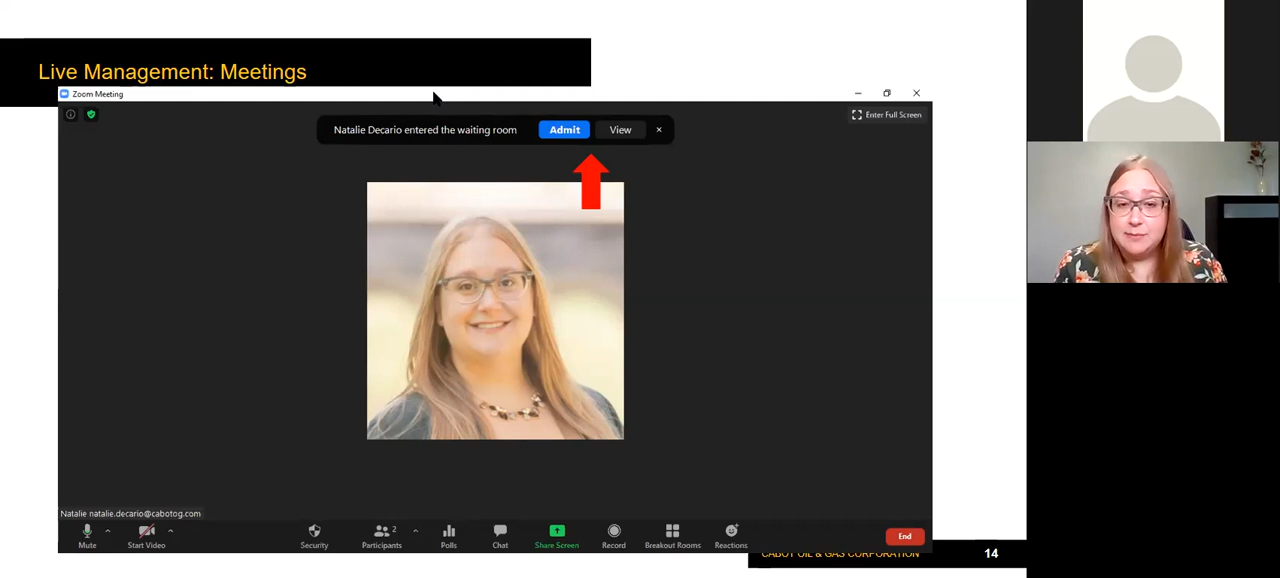 Live Management: Meetings
Zoom Meeting
Natalie Decario entered the waiting room
Admit
View
Enter Full Screen
Natalie natalie.decario@cabotog.com
Mute
Start Video
Security
Participants 2
Polls
Chat
Share Screen
Record
Breakout Rooms
Reactions
End
CABOT OIL & GAS CORPORATION
14